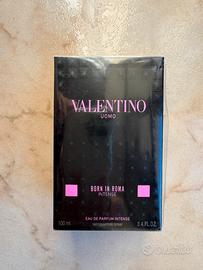 VALENTINO
UOMO
BORN IN ROMA
INTENSE
EAU DE PARFUM INTENSE
100 ml 3.4 FL.OZ.